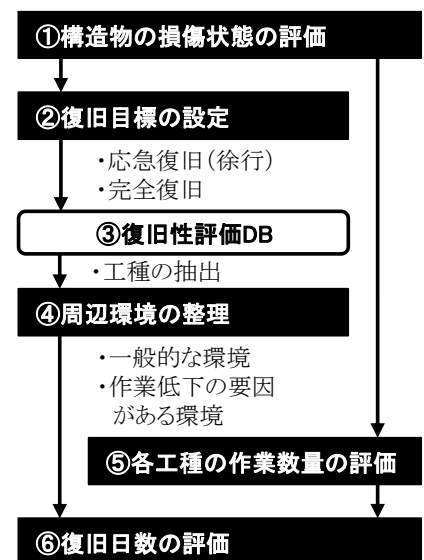 ①構造物の損傷状態の評価
②復旧目標の設定
・応急復旧(徐行)
・完全復旧
③復旧性評価DB
・工種の抽出
④周辺環境の整理
・一般的な環境
・作業低下の要因
がある環境
⑤各工種の作業数量の評価
⑥復旧日数の評価